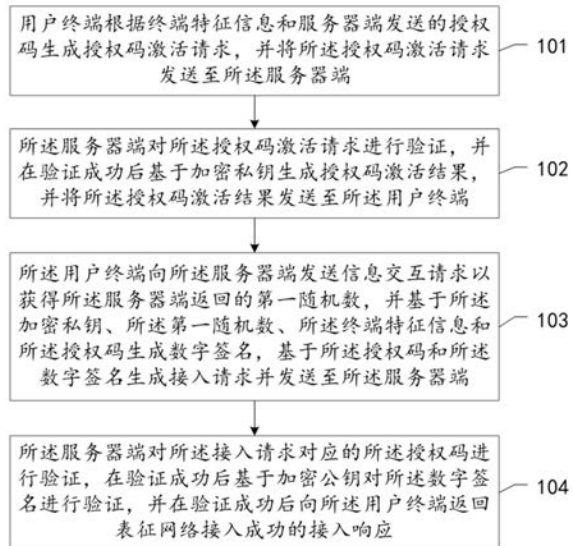 用户终端根据终端特征信息和服务器端发送的授权
码生成授权码激活请求，并将所述授权码激活请求
发送至所述服务器端
101
所述服务器端对所述授权码激活请求进行验证，并
在验证成功后基于加密私钥生成授权码激活结果，
并将所述授权码激活结果发送至所述用户终端
102
所述用户终端向所述服务器端发送信息交互请求以
获得所述服务器端返回的第一随机数，并基于所述
加密私钥、所述第一随机数、所述终端特征信息和
所述授权码生成数字签名，基于所述授权码和所述
数字签名生成接入请求并发送至所述服务器端
103
所述服务器端对所述接入请求对应的所述授权码进
行验证，在验证成功后基于加密公钥对所述数字签
名进行验证，并在验证成功后向所述用户终端返回
表征网络接入成功的接入响应
104